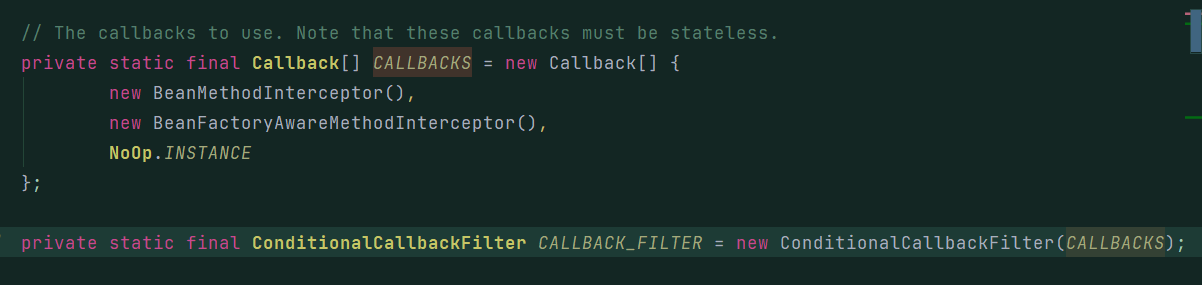 // The callbacks to use. Note that these callbacks must be stateless.
private static final Callback[] CALLBACKS = new Callback[] {
new BeanMethodInterceptor(),
new BeanFactoryAwareMethodInterceptor(),
NoOp.INSTANCE
};
private static final ConditionalCallbackFilter CALLBACK_FILTER = new ConditionalCallbackFilter(CALLBACKS);